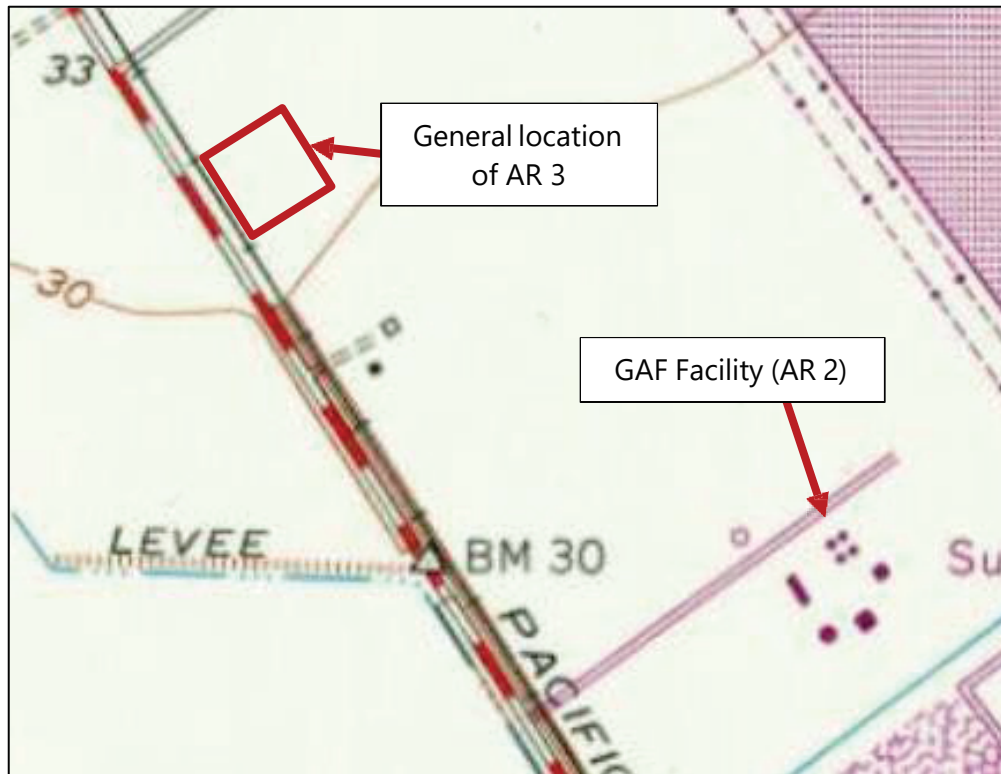 33
General location
of AR 3
30
GAF Facility (AR 2)
LEVEE
BM 30
Su
PACIFIC